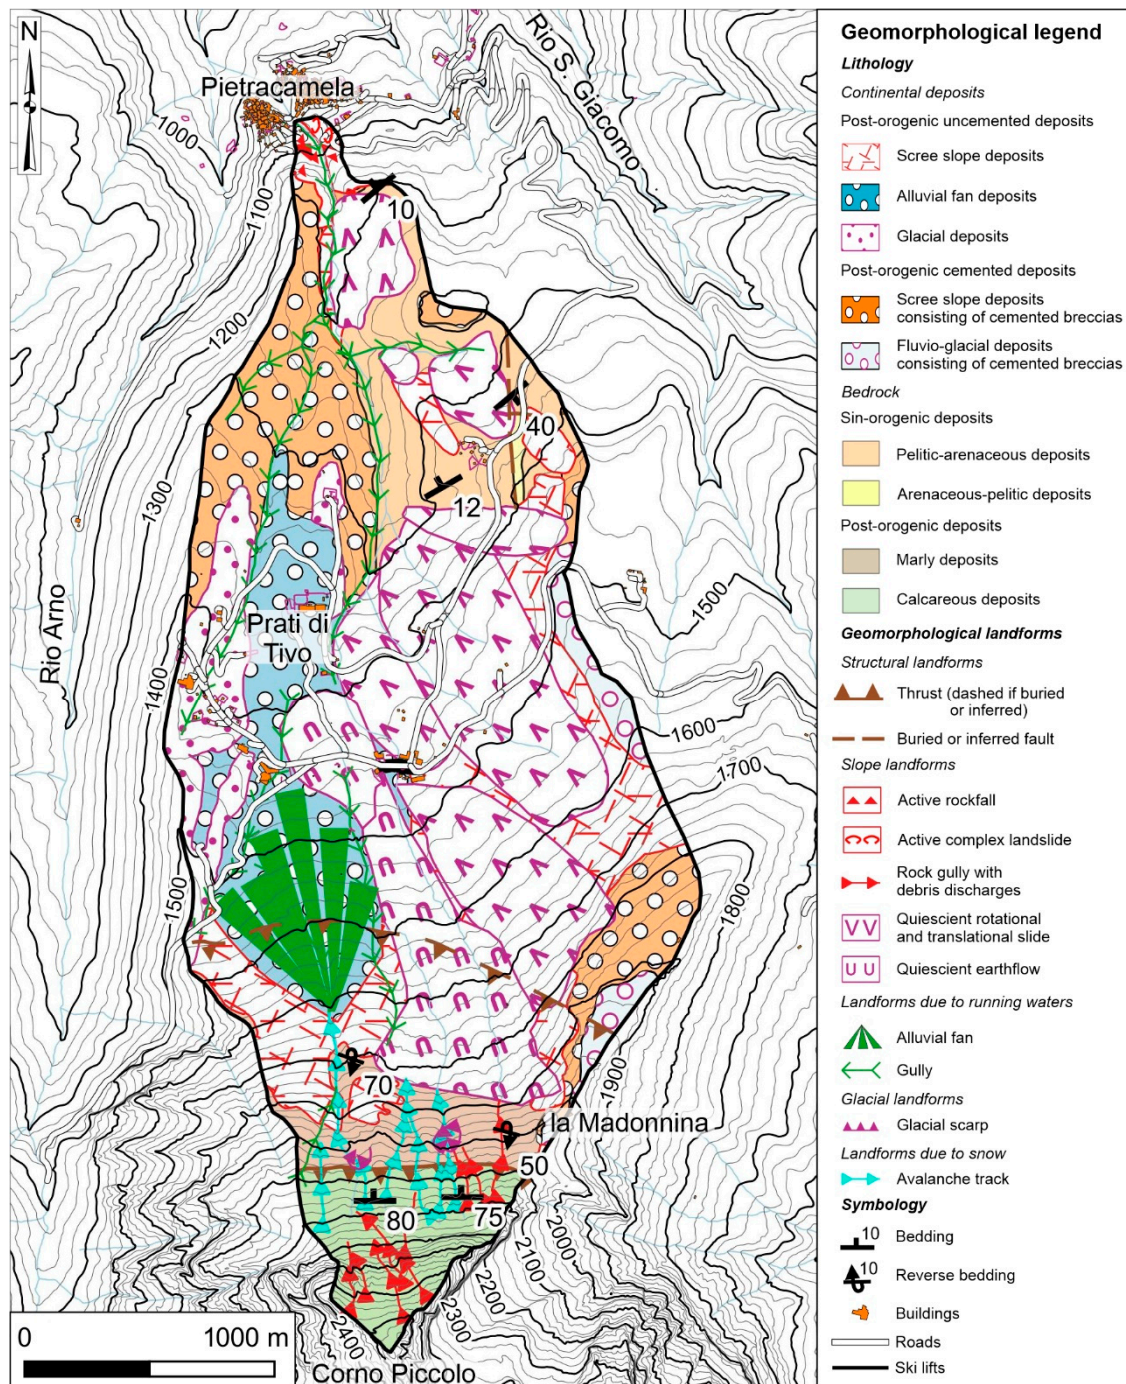 N
Pietracamela
Rio S. Giacomo
1000
1100
10
1200
40
12
1300
Rio Arno
1500
Prati di
Tivo
1400
1600
1700
1500
1800
70
1900
la Madonnina
50
80
75
2000
2100
2200
2300
2400
0
1000 m
Corno Piccolo
Geomorphological legend
Lithology
Continental deposits
Post-orogenic uncemented deposits
Scree slope deposits
Alluvial fan deposits
Glacial deposits
Post-orogenic cemented deposits
Scree slope deposits
consisting of cemented breccias
Fluvio-glacial deposits
consisting of cemented breccias
Bedrock
Sin-orogenic deposits
Pelitic-arenaceous deposits
Arenaceous-pelitic deposits
Post-orogenic deposits
Marly deposits
Calcareous deposits
Geomorphological landforms
Structural landforms
Thrust (dashed if buried
or inferred)
Buried or inferred fault
Slope landforms
Active rockfall
Active complex landslide
Rock gully with
debris discharges
Quiescient rotational
and translational slide
Quiescient earthflow
Landforms due to running waters
Alluvial fan
Gully
Glacial landforms
Glacial scarp
Landforms due to snow
Avalanche track
Symbology
10
Bedding
10
Reverse bedding
Buildings
Roads
Ski lifts